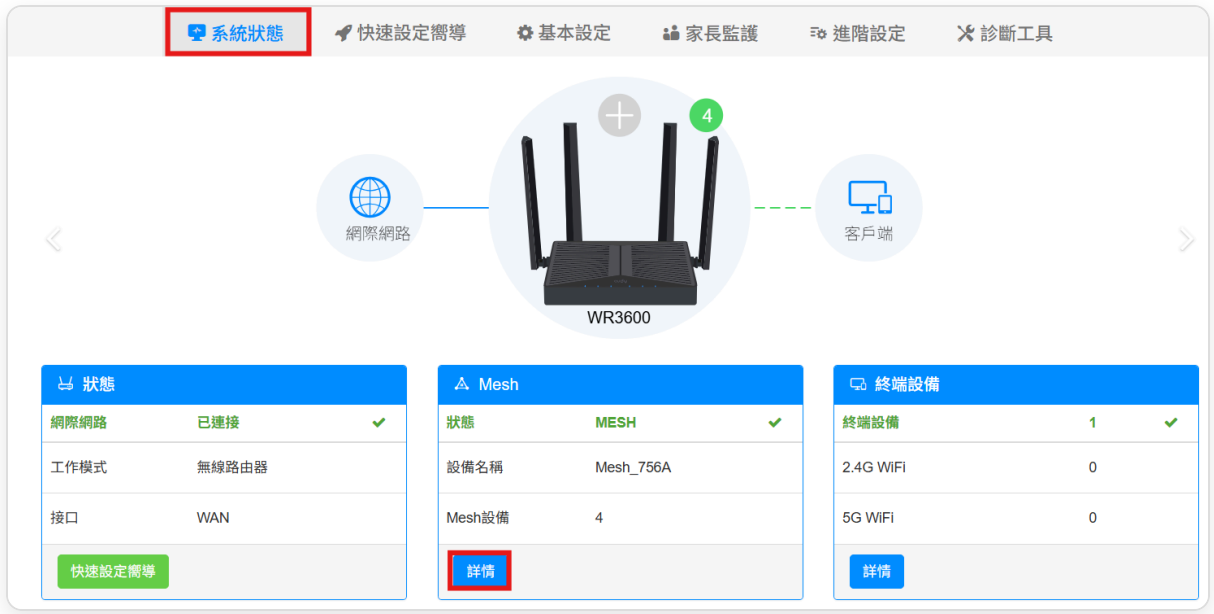 系統狀態 快速設定嚮導 基本設定 家長監護 進階設定 診斷工具
4
網際網路
客戶端
WR3600
狀態
網際網路 已連接
工作模式 無線路由器
接口 WAN
快速設定嚮導
Mesh
狀態 MESH
設備名稱 Mesh_756A
Mesh設備 4
詳情
終端設備
終端設備 1
2.4G WiFi 0
5G WiFi 0
詳情